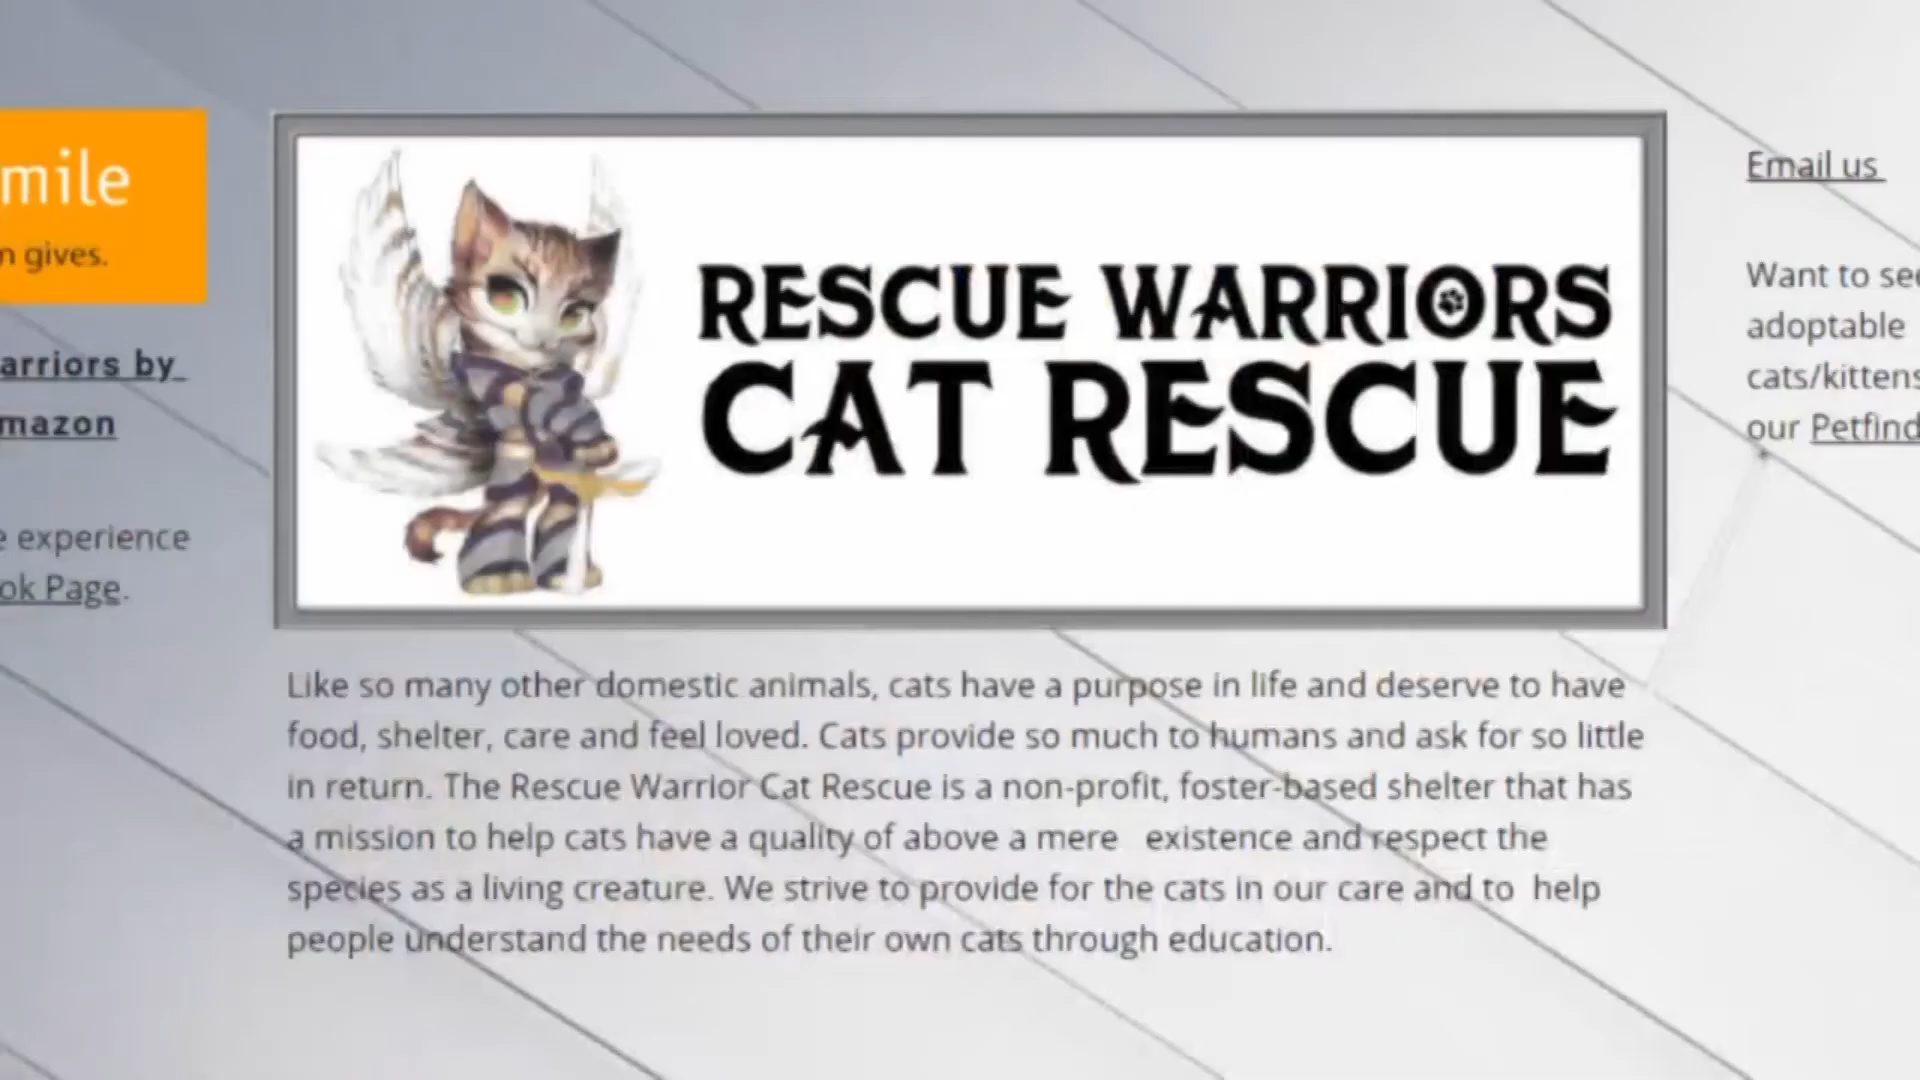 mile
n gives.
arriors by
mazon
e experience
ok Page.
RESCUE WARRIORS
CAT RESCUE
Like so many other domestic animals, cats have a purpose in life and deserve to have
food, shelter, care and feel loved. Cats provide so much to humans and ask for so little
in return. The Rescue Warrior Cat Rescue is a non-profit, foster-based shelter that has
a mission to help cats have a quality of above a mere existence and respect the
species as a living creature. We strive to provide for the cats in our care and to help
people understand the needs of their own cats through education.
Email us
Want to see
adoptable
cats/kittens
our Petfind